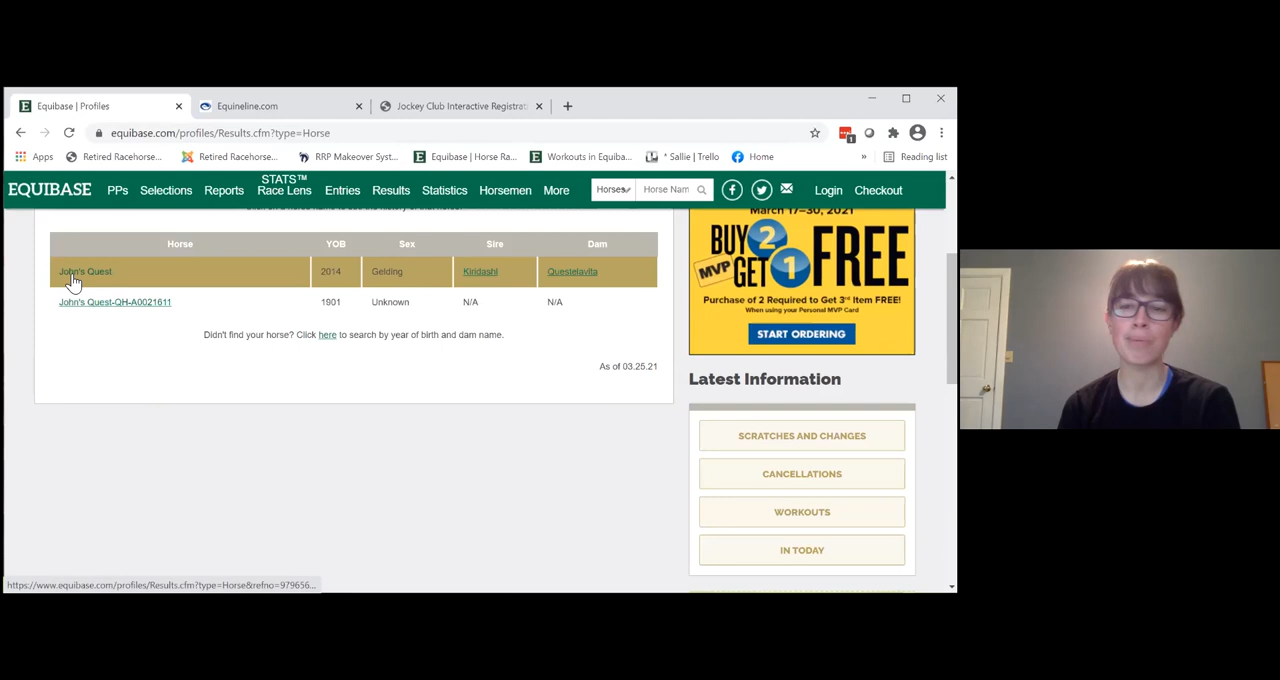 Equibase | Profiles
Equineline.com
Jockey Club Interactive Registrat
equibase.com/profiles/Results.cfm?type=Horse
1
Apps
Retired Racehorse...
Retired Racehorse...
RRP Makeover Syst...
Equibase | Horse Ra...
Workouts in Equiba...
* Sallie | Trello
Home
»
Reading list
EQUIBASE
PPs
Selections
Reports
STATS™
Race Lens
Entries
Results
Statistics
Horsemen
More
Horses
Horse Nam
Login
Checkout
March 17–30, 2021
Horse
YOB
Sex
Sire
Dam
John's Quest
2014
Gelding
Kiridashi
Questelavita
John's Quest-QH-A0021611
1901
Unknown
N/A
N/A
Didn't find your horse? Click here to search by year of birth and dam name.
As of 03.25.21
BUY 2
MVP GET 1 FREE
Purchase of 2 Required to Get 3rd Item FREE!
When using your Personal MVP Card
START ORDERING
Latest Information
SCRATCHES AND CHANGES
CANCELLATIONS
WORKOUTS
IN TODAY
https://www.equibase.com/profiles/Results.cfm?type=Horse&refno=979656...